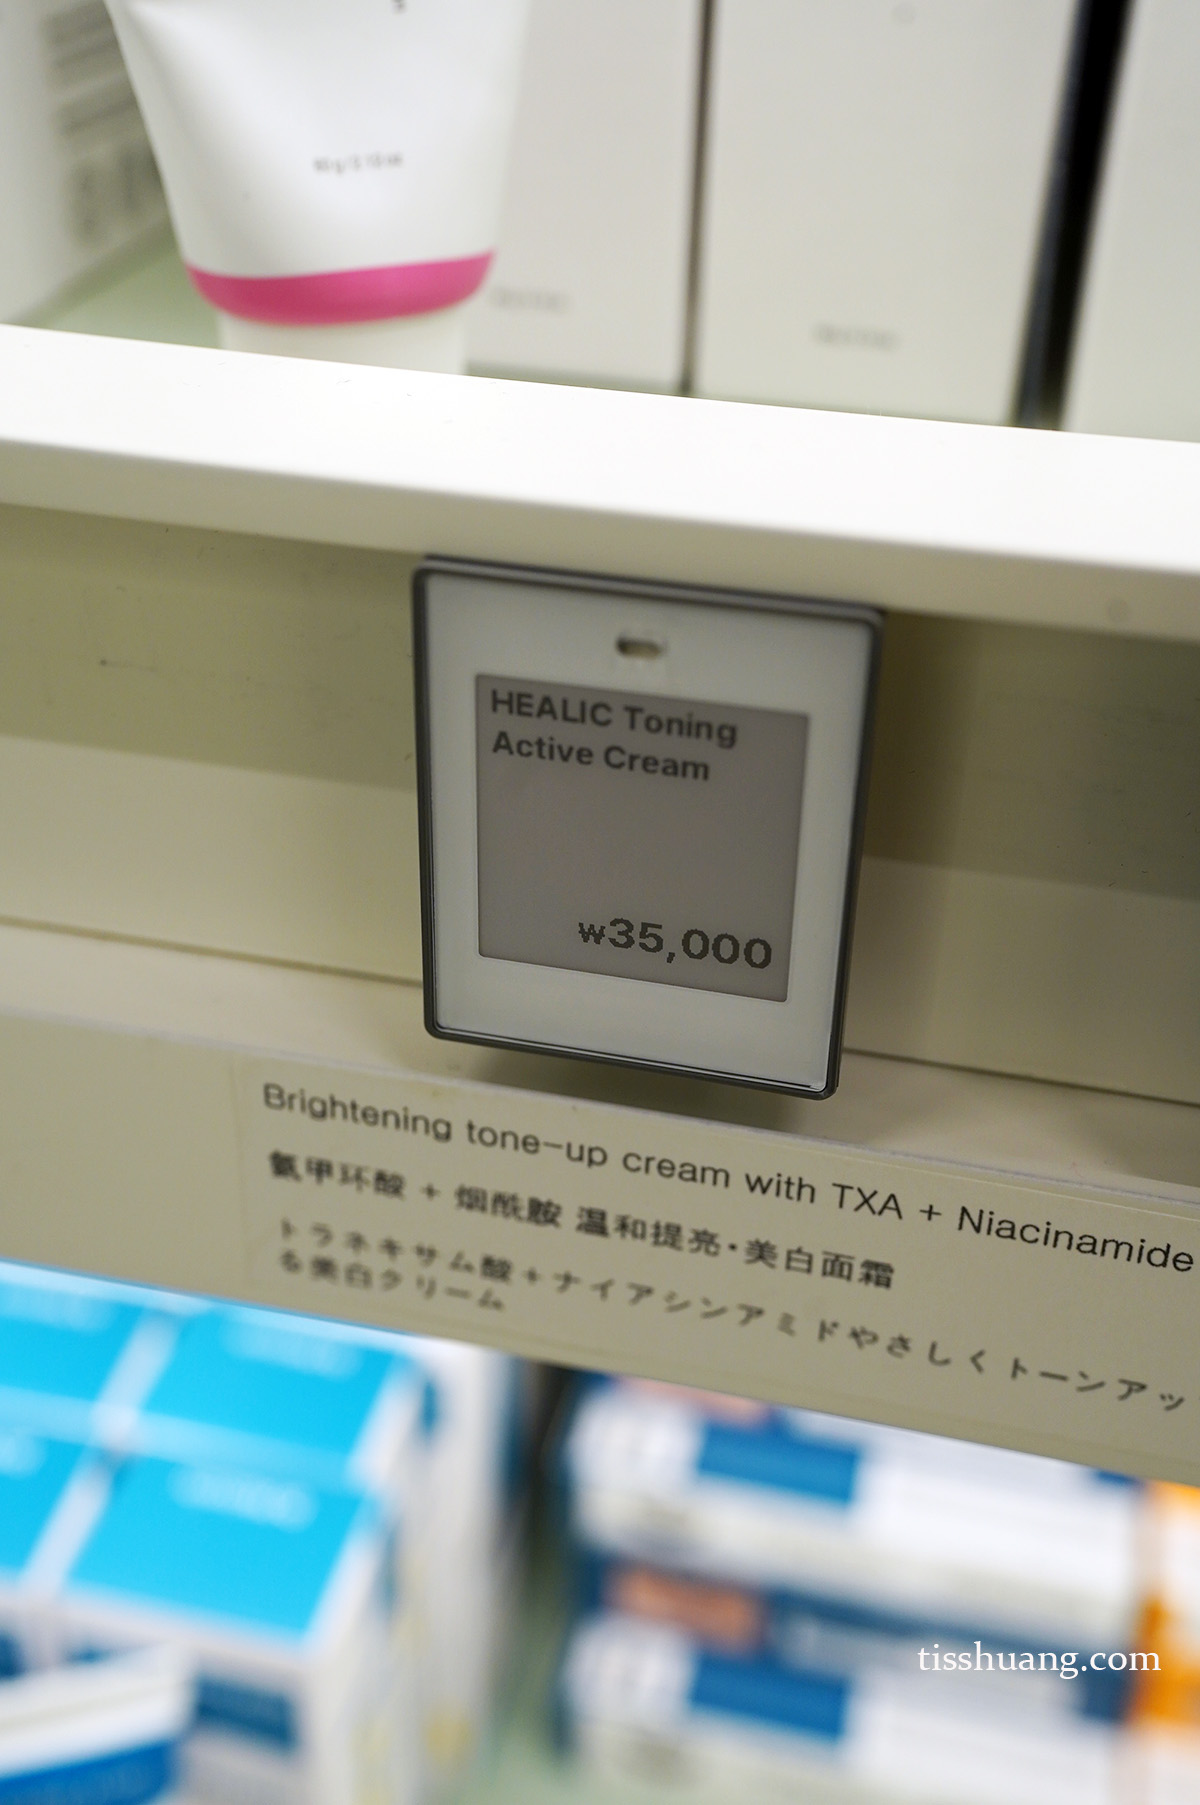 HEALIC Toning
Active Cream
₩35,000
Brightening tone-up cream with TXA + Niacinamide
氨甲环酸 + 烟酰胺 温和提亮·美白面霜
トラネキサム酸+ナイアシンアミドやさしくトーンアッ
る美白クリーム
tisshuang.com